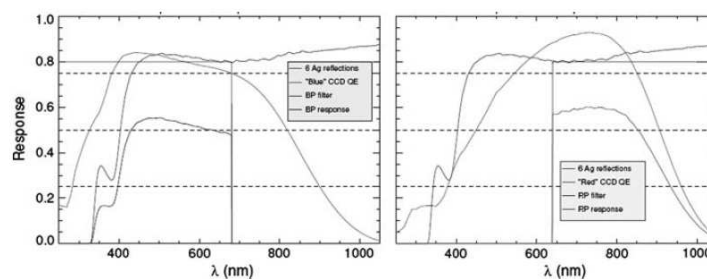 Response
1.0
0.8
0.6
0.4
0.2
0.0
400
600
800
1000
λ (nm)
6 Ag reflections
"Blue" CCD QE
BP filter
BP response
400
600
800
1000
λ (nm)
6 Ag reflections
"Red" CCD QE
RP filter
RP response